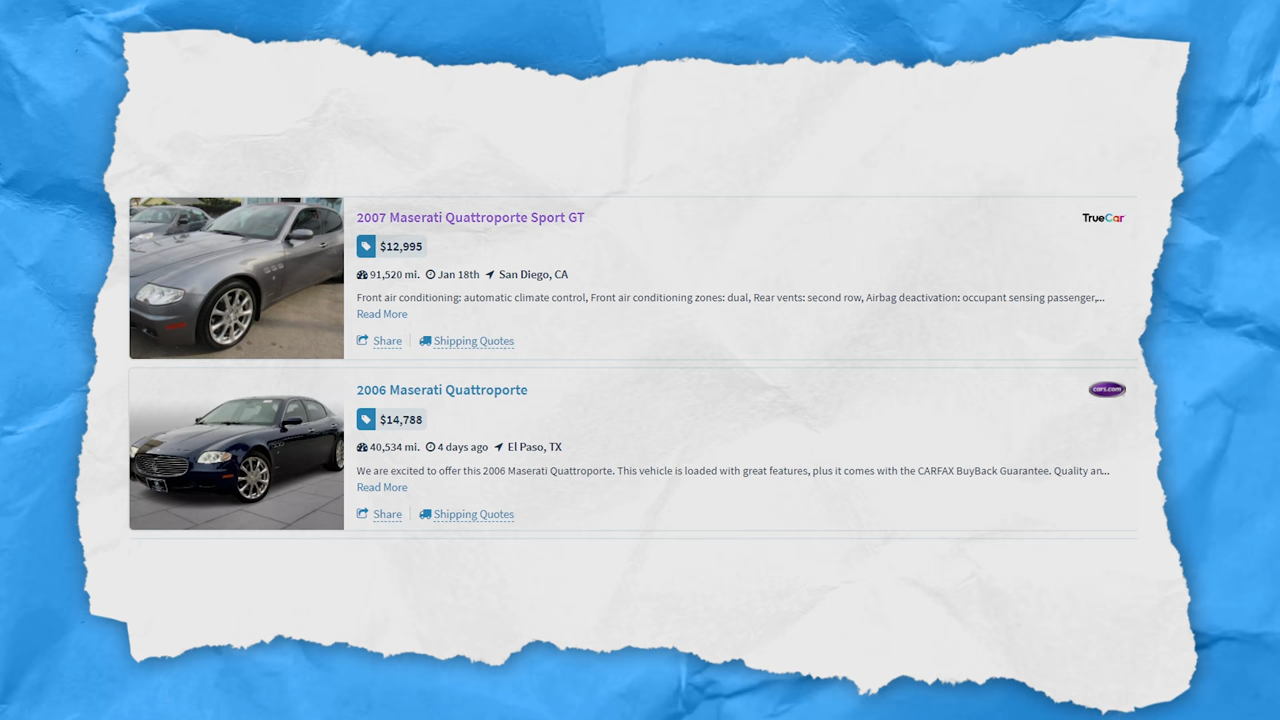 2007 Maserati Quattroporte Sport GT
TrueCar
$12,995
91,520 mi. Jan 18th San Diego, CA
Front air conditioning: automatic climate control, Front air conditioning zones: dual, Rear vents: second row, Airbag deactivation: occupant sensing passenger,...
Read More
Share Shipping Quotes
2006 Maserati Quattroporte
cars.com
$14,788
40,534 mi. 4 days ago El Paso, TX
We are excited to offer this 2006 Maserati Quattroporte. This vehicle is loaded with great features, plus it comes with the CARFAX BuyBack Guarantee. Quality an...
Read More
Share Shipping Quotes